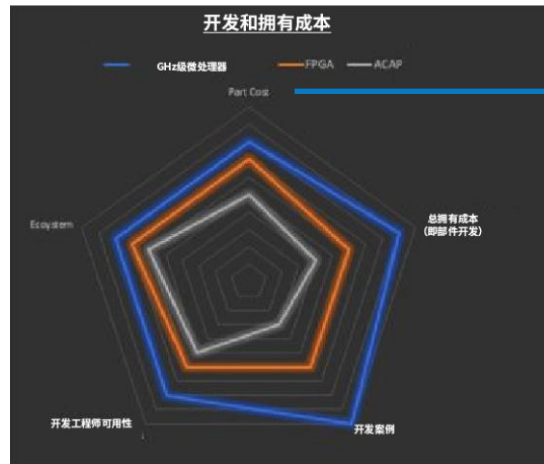 开发和拥有成本
GHz级微处理器 FPGA ACAP
Part Cost
Ecoystem
总拥有成本
(即部件开发)
开发工程师可用性
开发案例